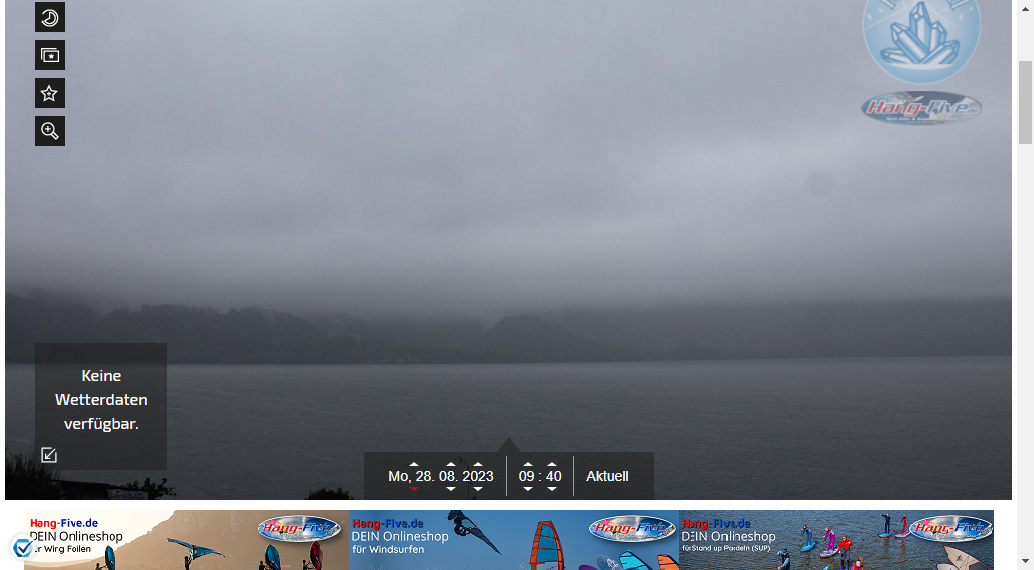 Hang-Five
Keine
Wetterdaten
verfügbar.
Mo, 28. 08. 2023 09 : 40 Aktuell
Hang-Five.de
DEIN Onlineshop
für Wing Foilen
Hang-Five
Hang-Five.de
DEIN Onlineshop
für Windsurfen
Hang-Five
Hang-Five.de
DEIN Onlineshop
für Stand up Paddeln (SUP)
Hang-Five